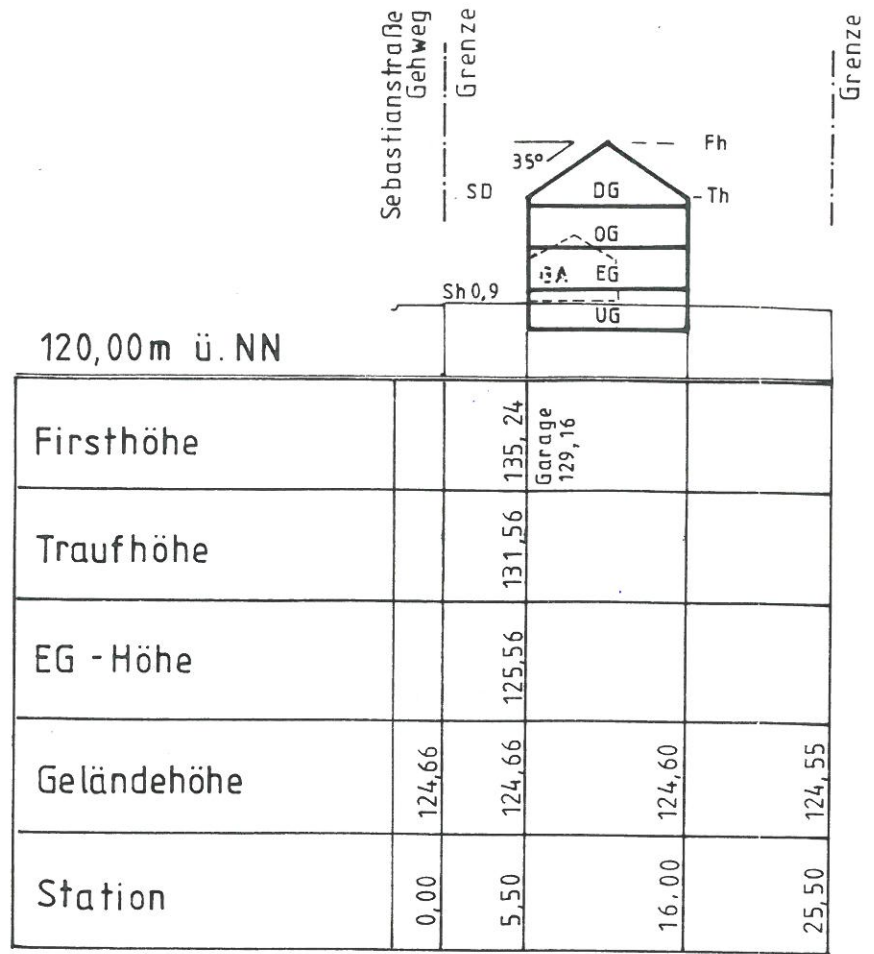 Sebastianstraße
Gehweg
Grenze
Grenze
35°
Fh
SD
DG
Th
OG
GA
EG
Sh 0,9
UG
120,00m ü. NN
Firsthöhe
135, 24
Garage
129,16
Traufhöhe
131,56
EG - Höhe
125,56
Geländehöhe
124,66
124,66
124,60
124,55
Station
0,00
5,50
16.00
25,50